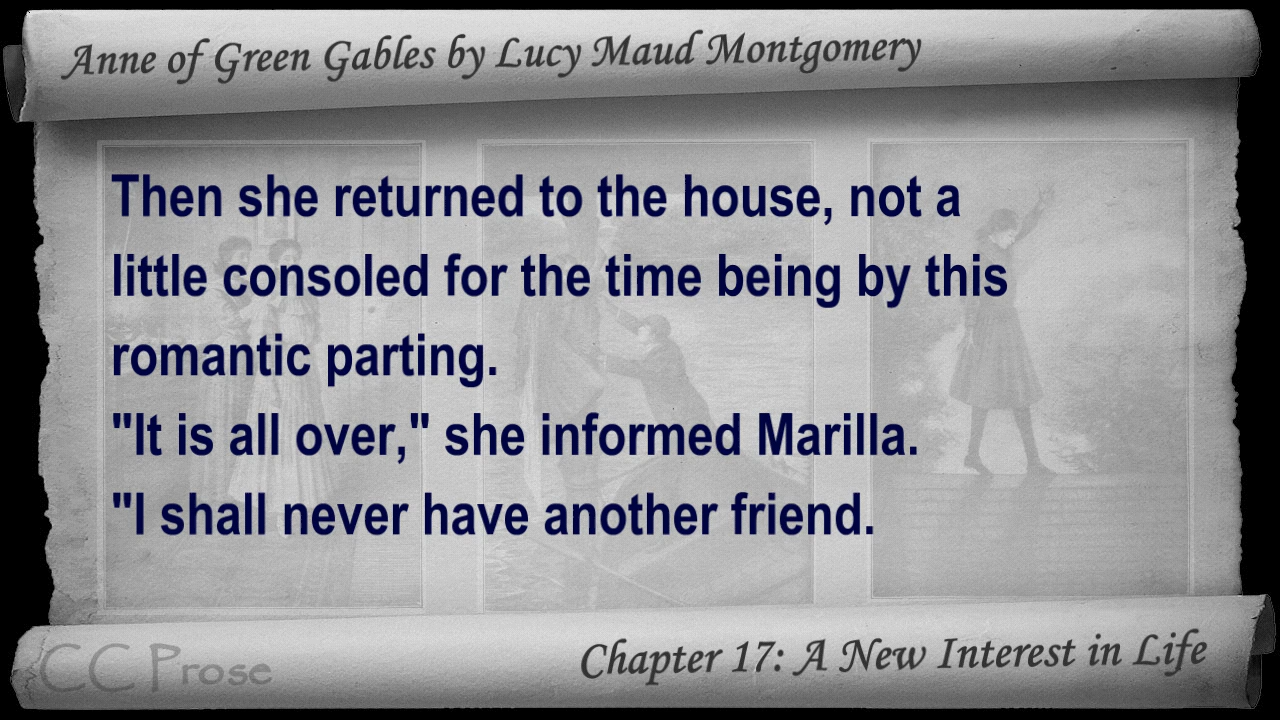 Anne of Green Gables by Lucy Maud Montgomery
Then she returned to the house, not a
little consoled for the time being by this
romantic parting.
"It is all over," she informed Marilla.
"I shall never have another friend.
CC Prose
Chapter 17: A New Interest in Life